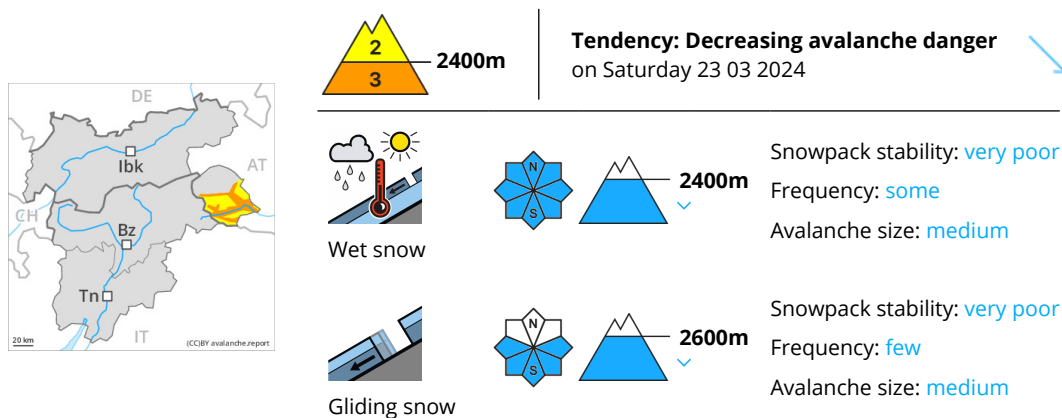 2
3
2400m
Tendency: Decreasing avalanche danger
on Saturday 23 03 2024
DE
Ibk
AT
CH
Bz
Tn
IT
20 km
(CC)BY avalanche.report
Wet snow
N
S
2400m
Snowpack stability: very poor
Frequency: some
Avalanche size: medium
Gliding snow
N
S
2600m
Snowpack stability: very poor
Frequency: few
Avalanche size: medium